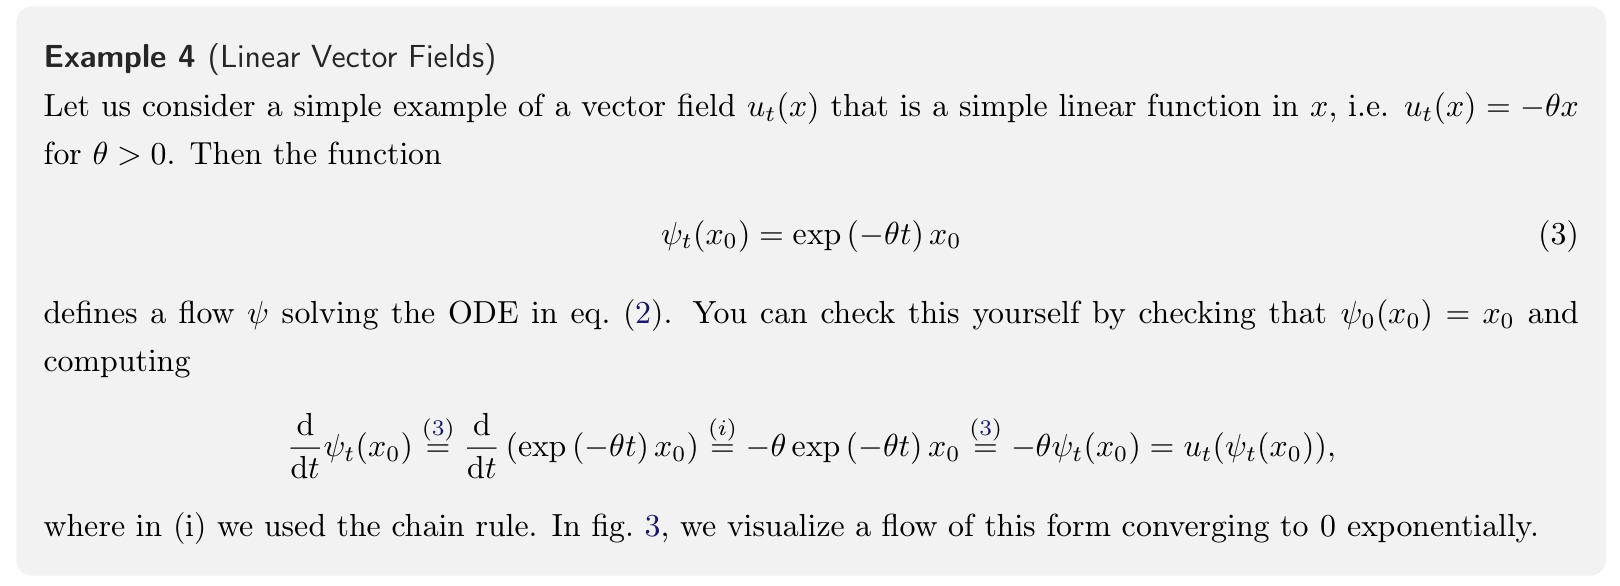 Example 4 (Linear Vector Fields)
Let us consider a simple example of a vector field $u_t(x)$ that is a simple linear function in $x$, i.e. $u_t(x) = -\theta x$
for $\theta > 0$. Then the function
$$\psi_t(x_0) = \exp(-\theta t)\, x_0 \quad (3)$$
defines a flow $\psi$ solving the ODE in eq. (2). You can check this yourself by checking that $\psi_0(x_0) = x_0$ and
computing
$$\frac{\mathrm{d}}{\mathrm{d}t}\psi_t(x_0) \overset{(3)}{=} \frac{\mathrm{d}}{\mathrm{d}t}\left(\exp(-\theta t)\, x_0\right) \overset{(i)}{=} -\theta \exp(-\theta t)\, x_0 \overset{(3)}{=} -\theta\psi_t(x_0) = u_t(\psi_t(x_0)),$$
where in (i) we used the chain rule. In fig. 3, we visualize a flow of this form converging to 0 exponentially.